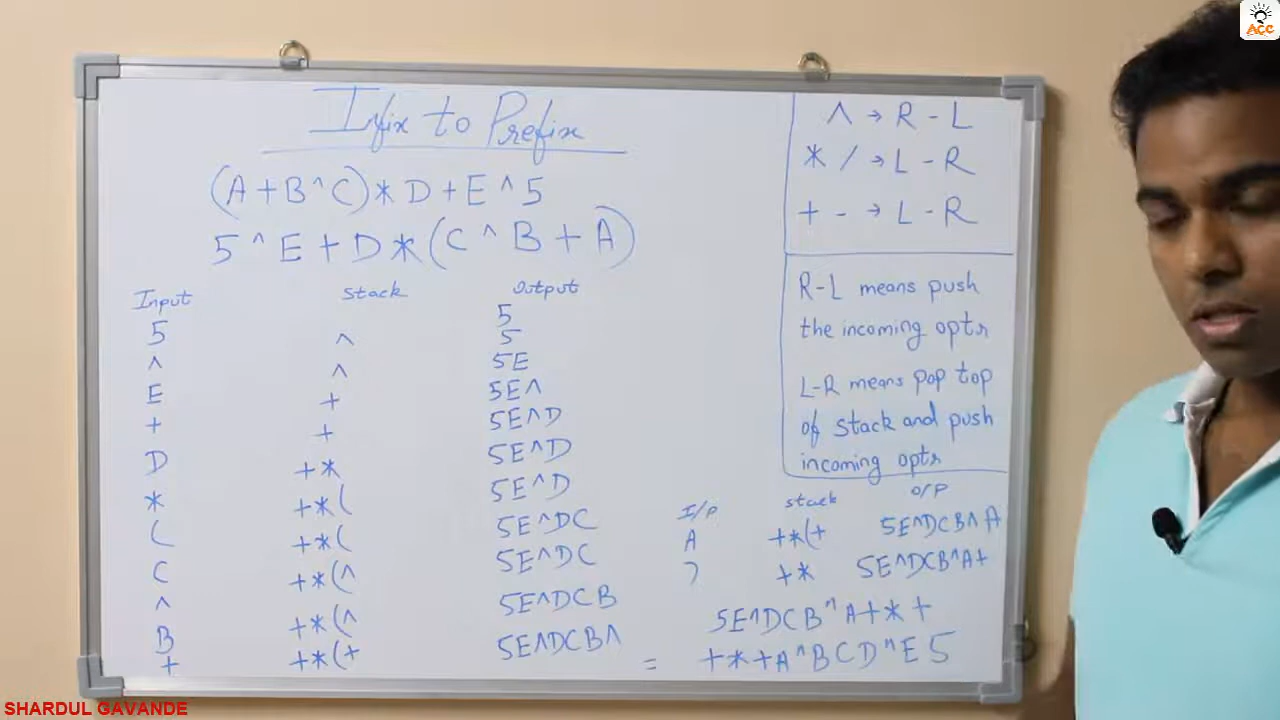 Infix to Prefix
(A+B^C)*D+E^5
5^E+D*(C^B+A)
Input Stack Output
5 5
^ ^ 5
E ^ 5E
+ + 5E^
D + 5E^D
* +* 5E^D
( +*( 5E^D
C +*( 5E^DC
^ +*(^ 5E^DC
B +*(^ 5E^DCB
+ +*(+ 5E^DCB^
^ → R - L
* / → L - R
+ - → L - R
R-L means push
the incoming optr
L-R means pop top
of stack and push
incoming optr
I/P stack O/P
A +*(+ 5E^DCB^A
) +* 5E^DCB^A+
5E^DCB^A+*+
= +*+A^BCD^E5
ACC
SHARDUL GAVANDE